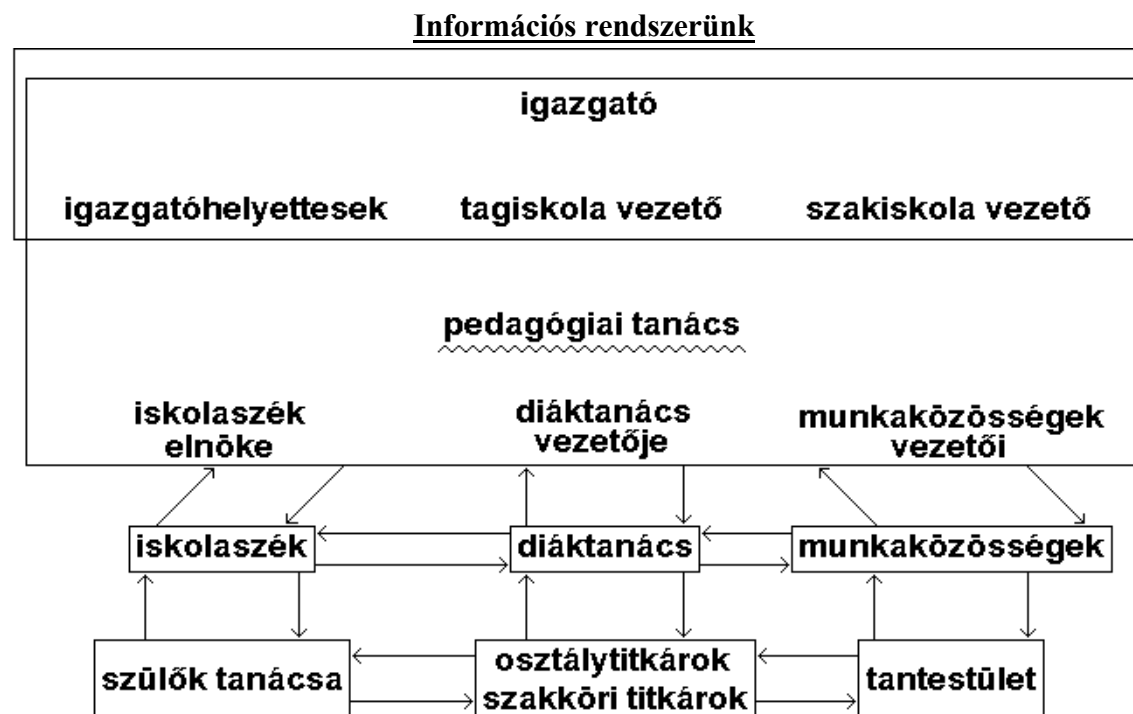 Információs rendszerünk
igazgató
igazgatóhelyettesek tagiskola vezető szakiskola vezető
pedagógiai tanács
iskolaszék elnöke
diáktanács vezetője
munkaközösségek vezetői
iskolaszék diáktanács munkaközösségek
szülők tanácsa
osztálytitkárok
szakköri titkárok
tantestület